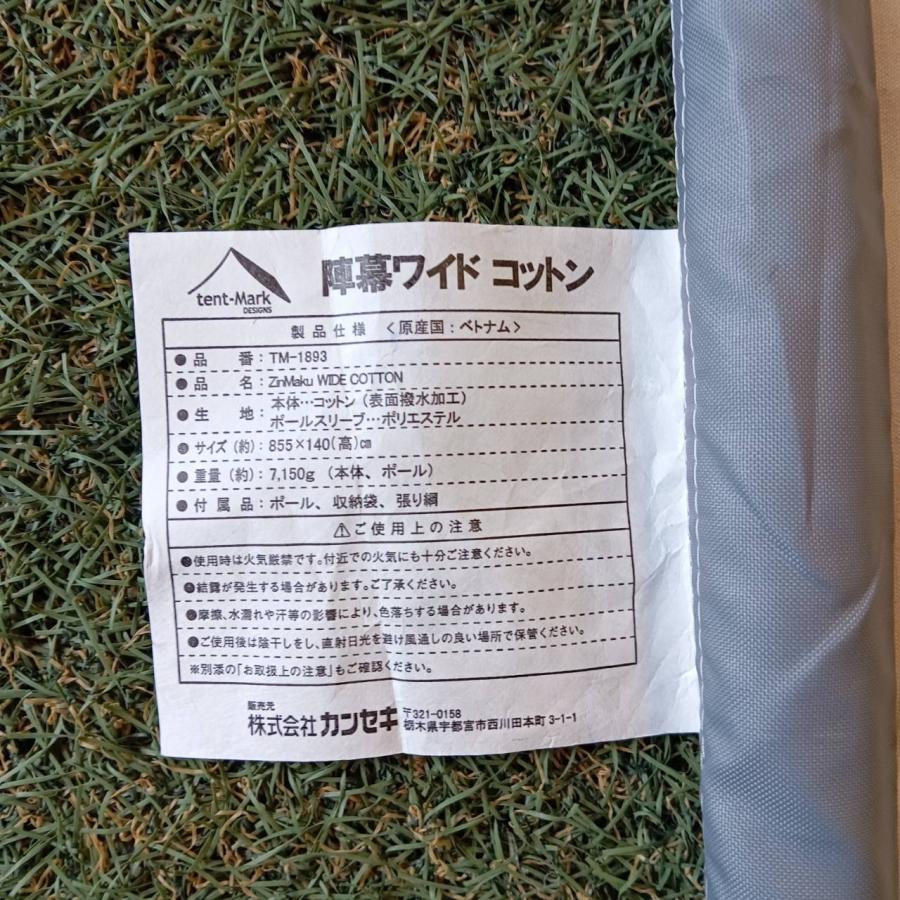 tent-Mark
DESIGNS
陣幕ワイド コットン
製品仕様 〈原産国:ベトナム〉
●品　番:TM-1893
●品　名:ZinMaku WIDE COTTON
●生　地:本体…コットン(表面撥水加工)
ポールスリーブ…ポリエステル
●サイズ(約):855×140(高)㎝
●重量(約):7,150g (本体、ポール)
●付属品:ポール、収納袋、張り綱
⚠ご使用上の注意
●使用時は火気厳禁です。付近での火気にも十分ご注意ください。
●結露が発生する場合があります。ご了承ください。
●摩擦、水濡れや汗等の影響により、色落ちする場合があります。
●ご使用後は陰干しをし、直射日光を避け風通しの良い場所で保管ください。
※別添の「お取扱上の注意」もご確認ください。
販売元
株式会社 カンセキ
〒321-0158
栃木県宇都宮市西川田本町 3-1-1